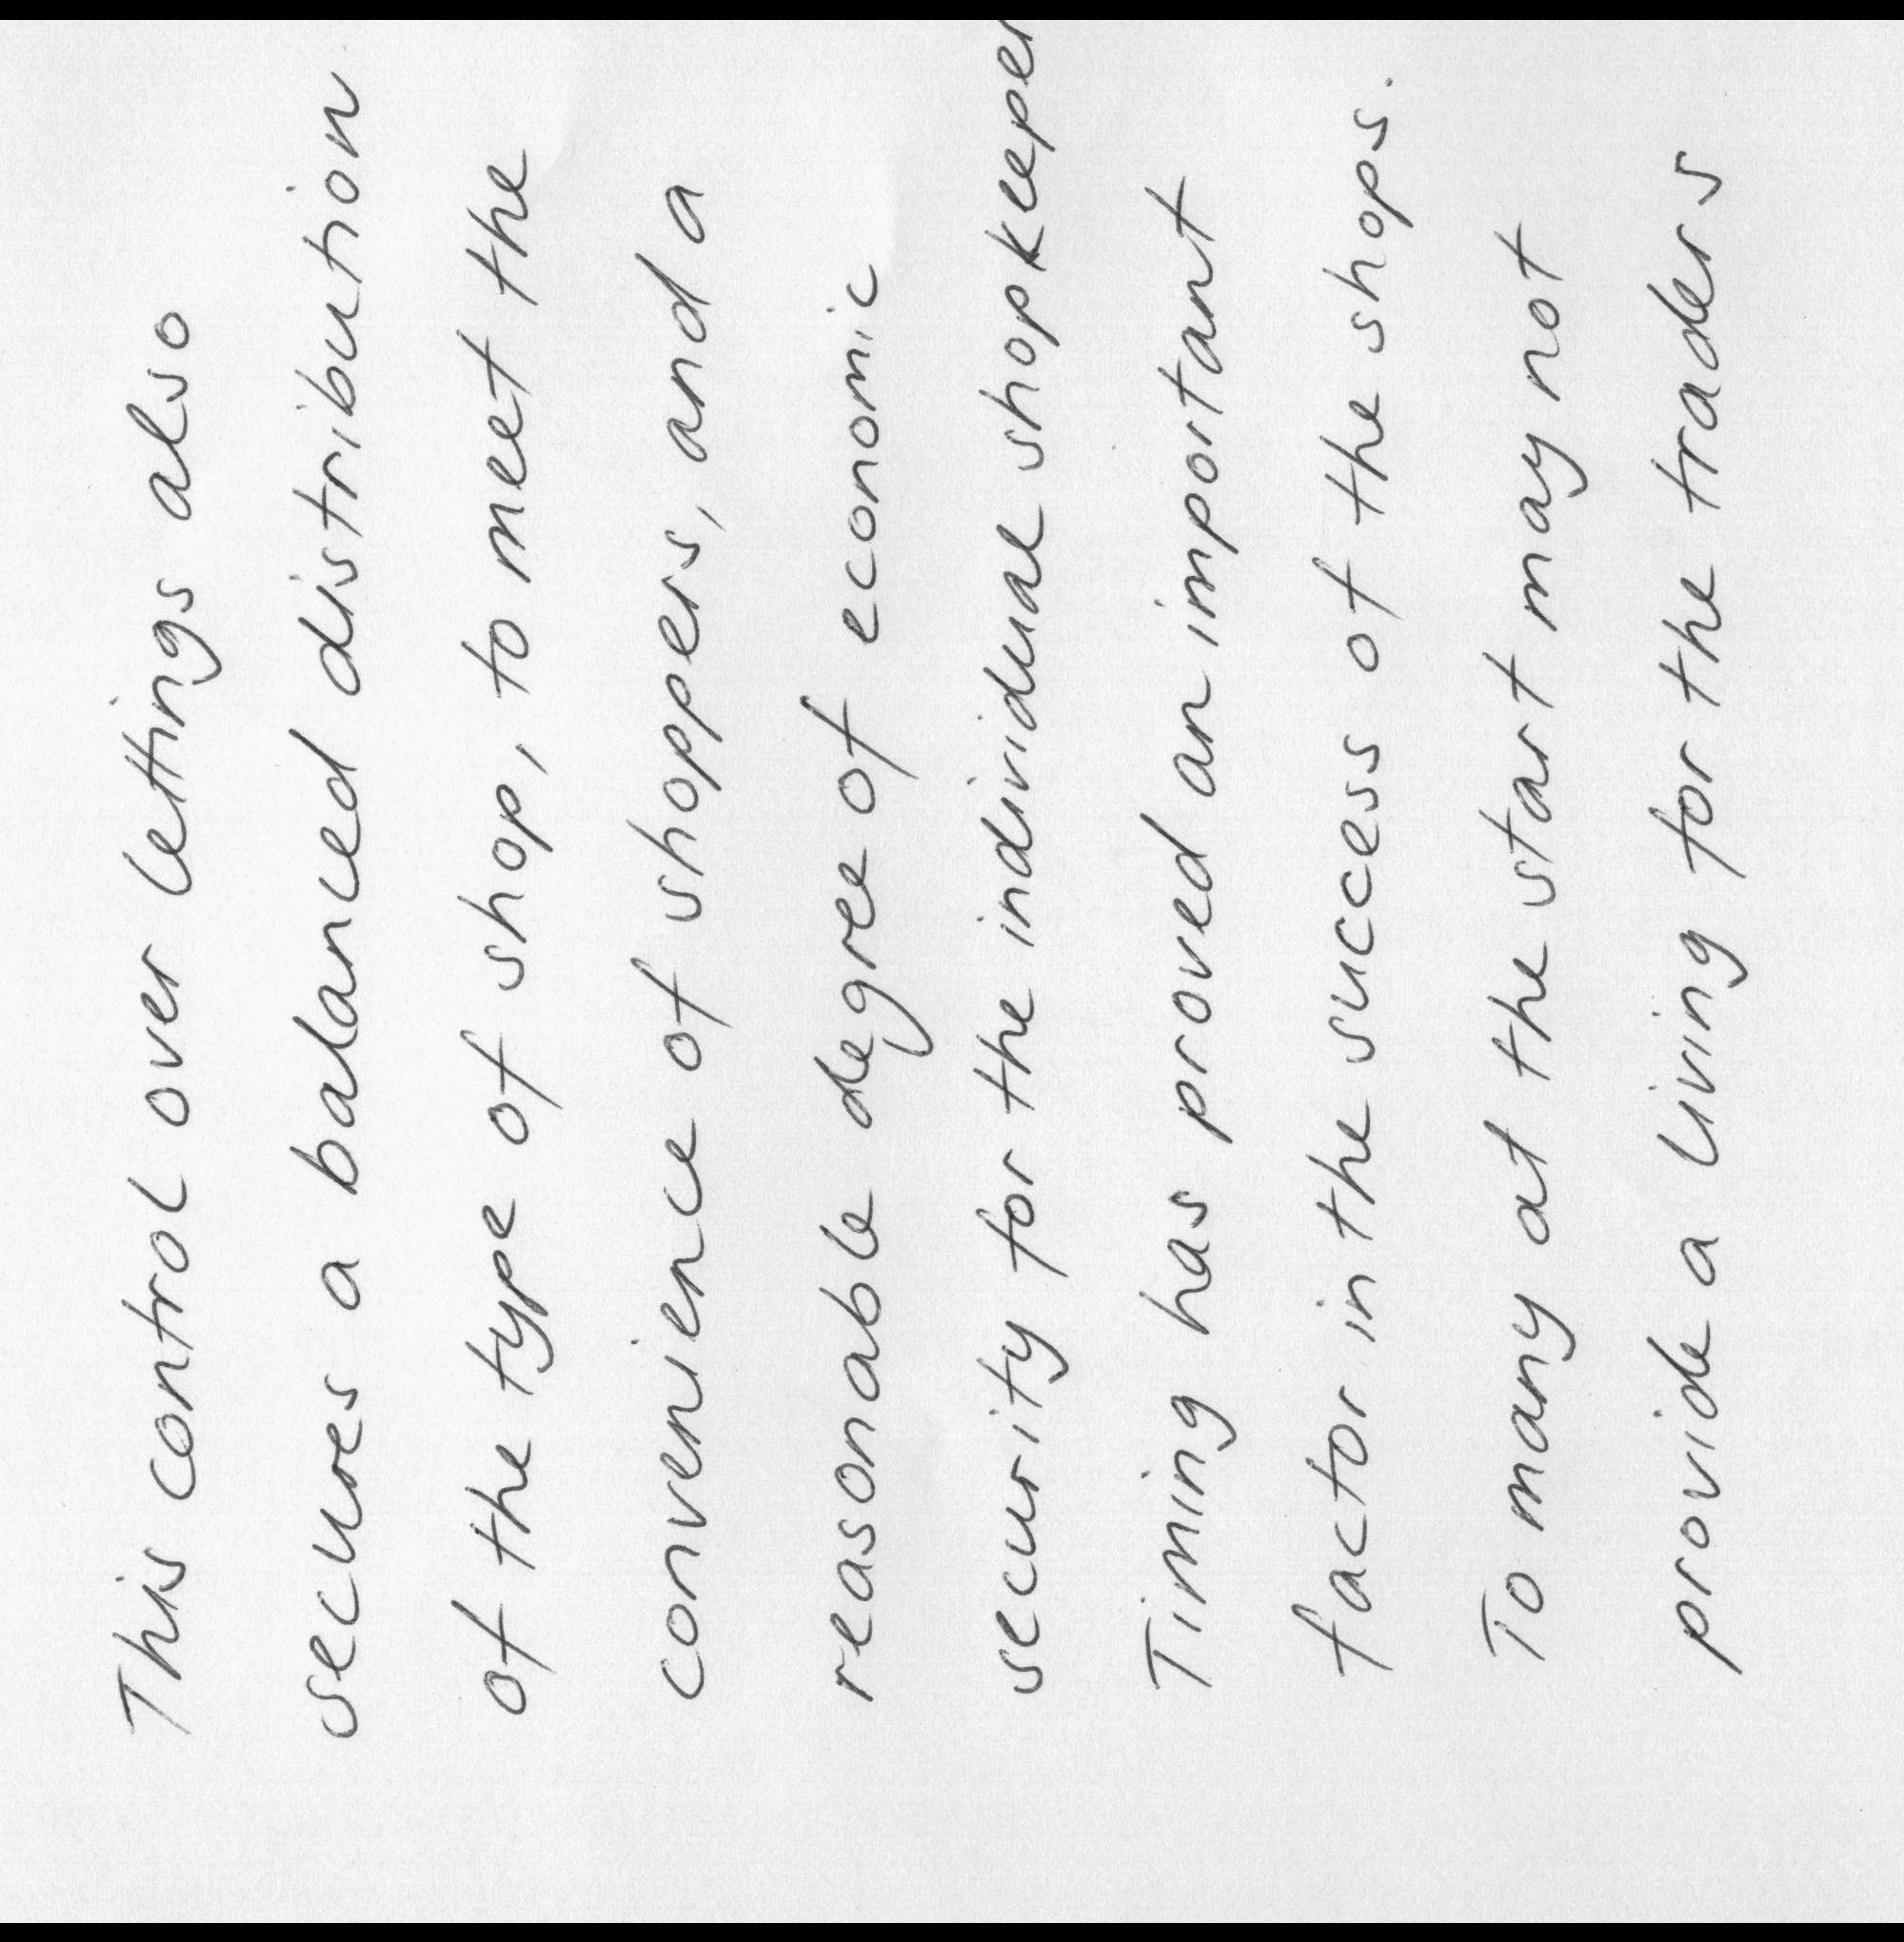 This control over lettings also
secures a balanced distribution
of the type of shop, to meet the
convenience of shoppers, and a
reasonable degree of economic
security for the individual shopkeeper
Timing has proved an important
factor in the success of the shops.
To many at the start may not
provide a living for the traders